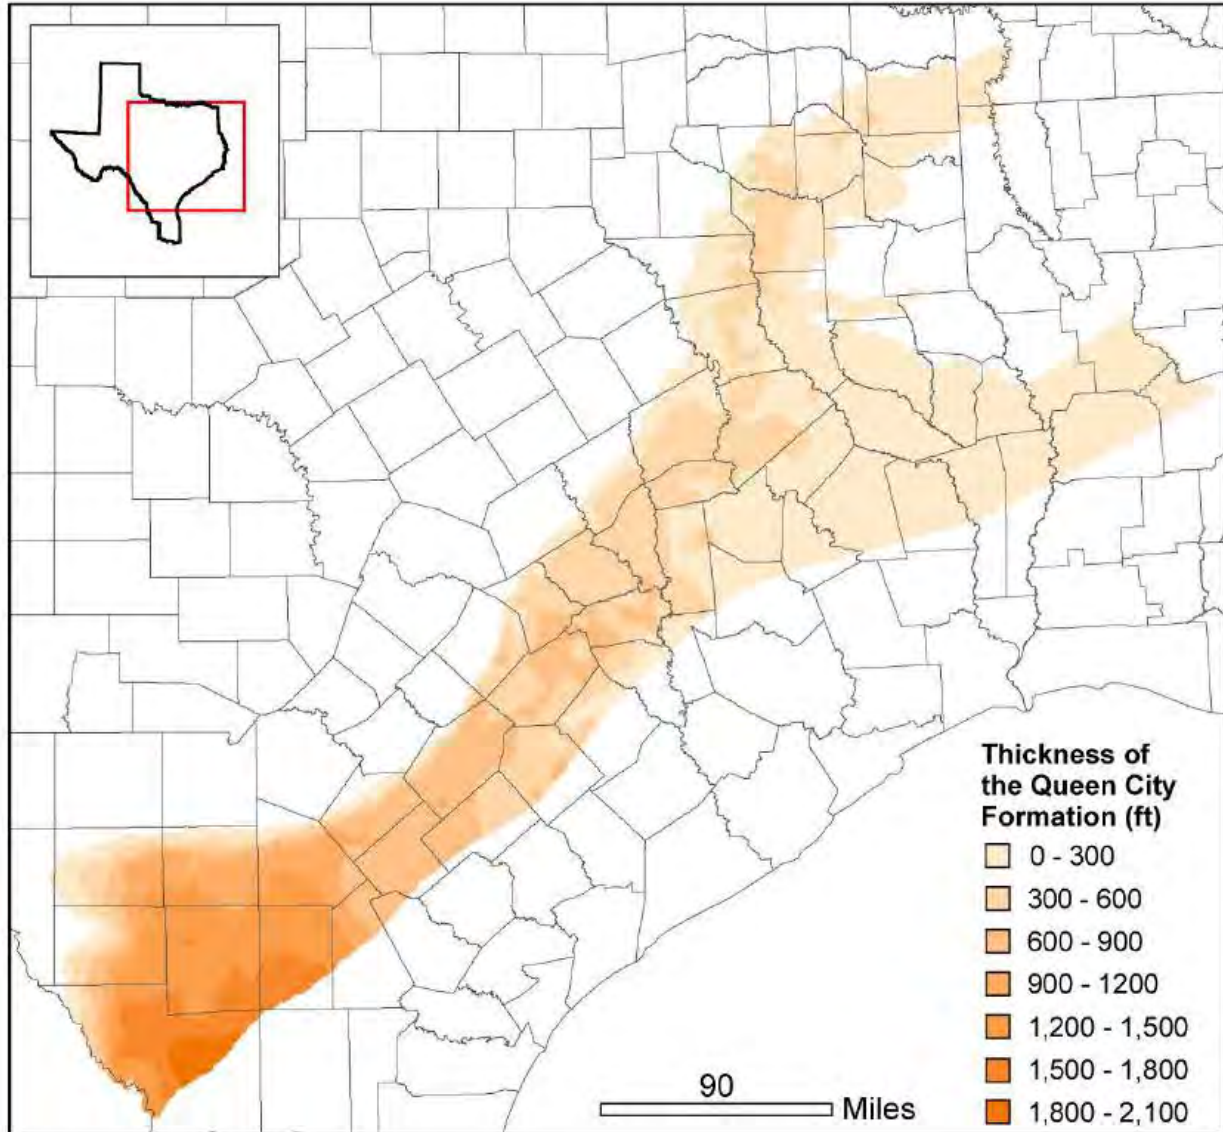 Thickness of
the Queen City
Formation (ft)
0 - 300
300 - 600
600 - 900
900 - 1200
1,200 - 1,500
1,500 - 1,800
1,800 - 2,100
90
Miles